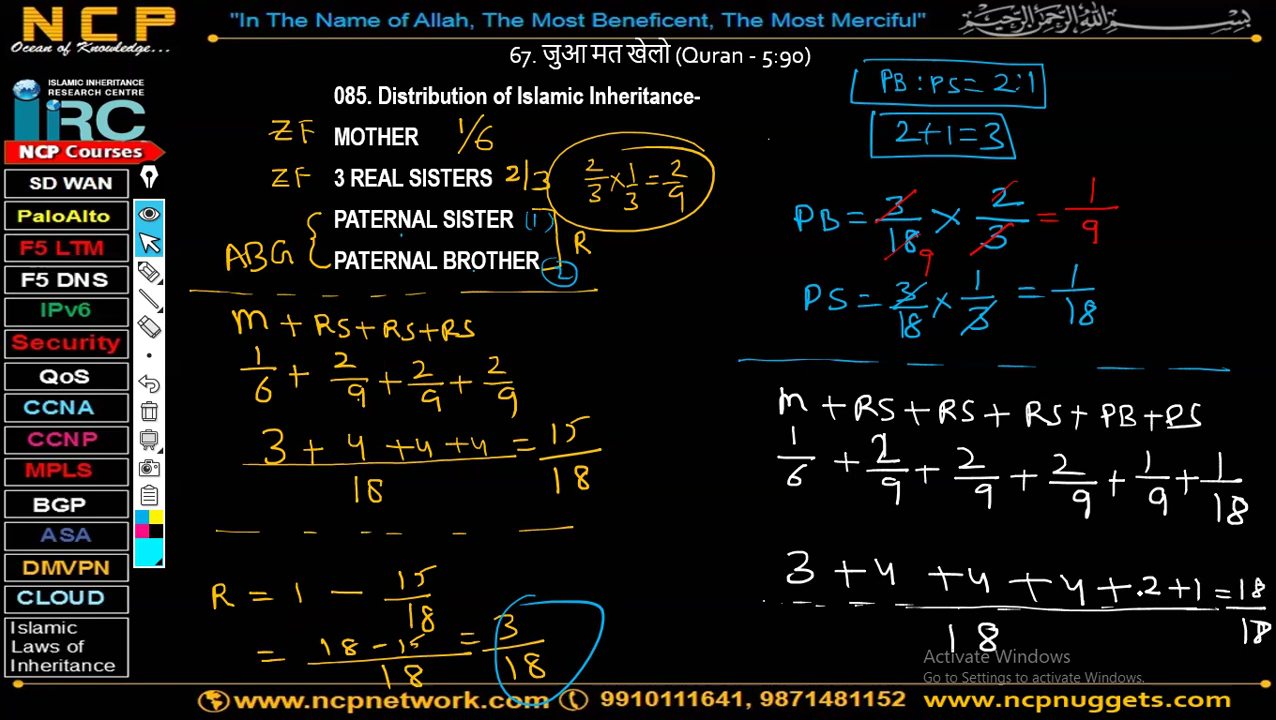 NCP
Ocean of Knowledge...
"In The Name of Allah, The Most Beneficent, The Most Merciful"
67. जुआ मत खेलो (Quran - 5:90)
ISLAMIC INHERITANCE
RESEARCH CENTRE
IRC
NCP Courses
SD WAN
PaloAlto
F5 LTM
F5 DNS
IPv6
Security
QoS
CCNA
CCNP
MPLS
BGP
ASA
DMVPN
CLOUD
Islamic
Laws of
Inheritance
085. Distribution of Islamic Inheritance-
ZF MOTHER 1/6
ZF 3 REAL SISTERS 2/3
2/3 × 1/3 = 2/9
ABG { PATERNAL SISTER (1)
PATERNAL BROTHER 2
R
M + RS + RS + RS
1/6 + 2/9 + 2/9 + 2/9
3 + 4 + 4 + 4 = 15/18
18
R = 1 - 15/18
= 18 - 15 / 18 = 3/18
PB : PS = 2:1
2 + 1 = 3
PB = 3/18 × 2/3 = 1/9
9
PS = 3/18 × 1/3 = 1/18
M + RS + RS + RS + PB + PS
1/6 + 2/9 + 2/9 + 2/9 + 1/9 + 1/18
3 + 4 + 4 + 4 + 2 + 1 = 18/18
18
Activate Windows
Go to Settings to activate Windows.
www.ncpnetwork.com 9910111641, 9871481152 www.ncpnuggets.com